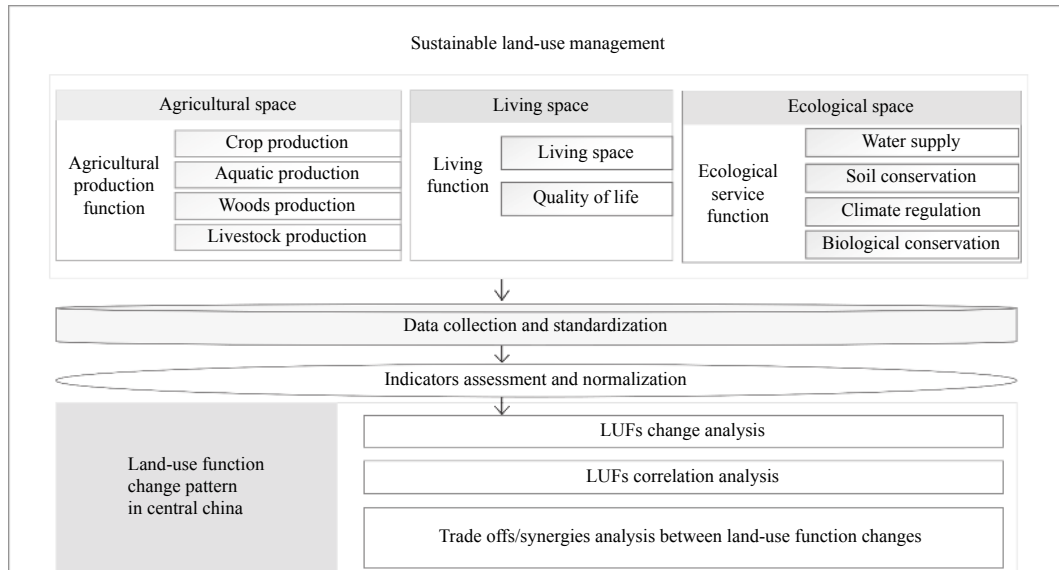 Sustainable land-use management
Agricultural space
Agricultural
production
function
Crop production
Aquatic production
Woods production
Livestock production
Living space
Living
function
Living space
Quality of life
Ecological space
Ecological
service
function
Water supply
Soil conservation
Climate regulation
Biological conservation
Data collection and standardization
Indicators assessment and normalization
Land-use function
change pattern
in central china
LUFs change analysis
LUFs correlation analysis
Trade offs/synergies analysis between land-use function changes